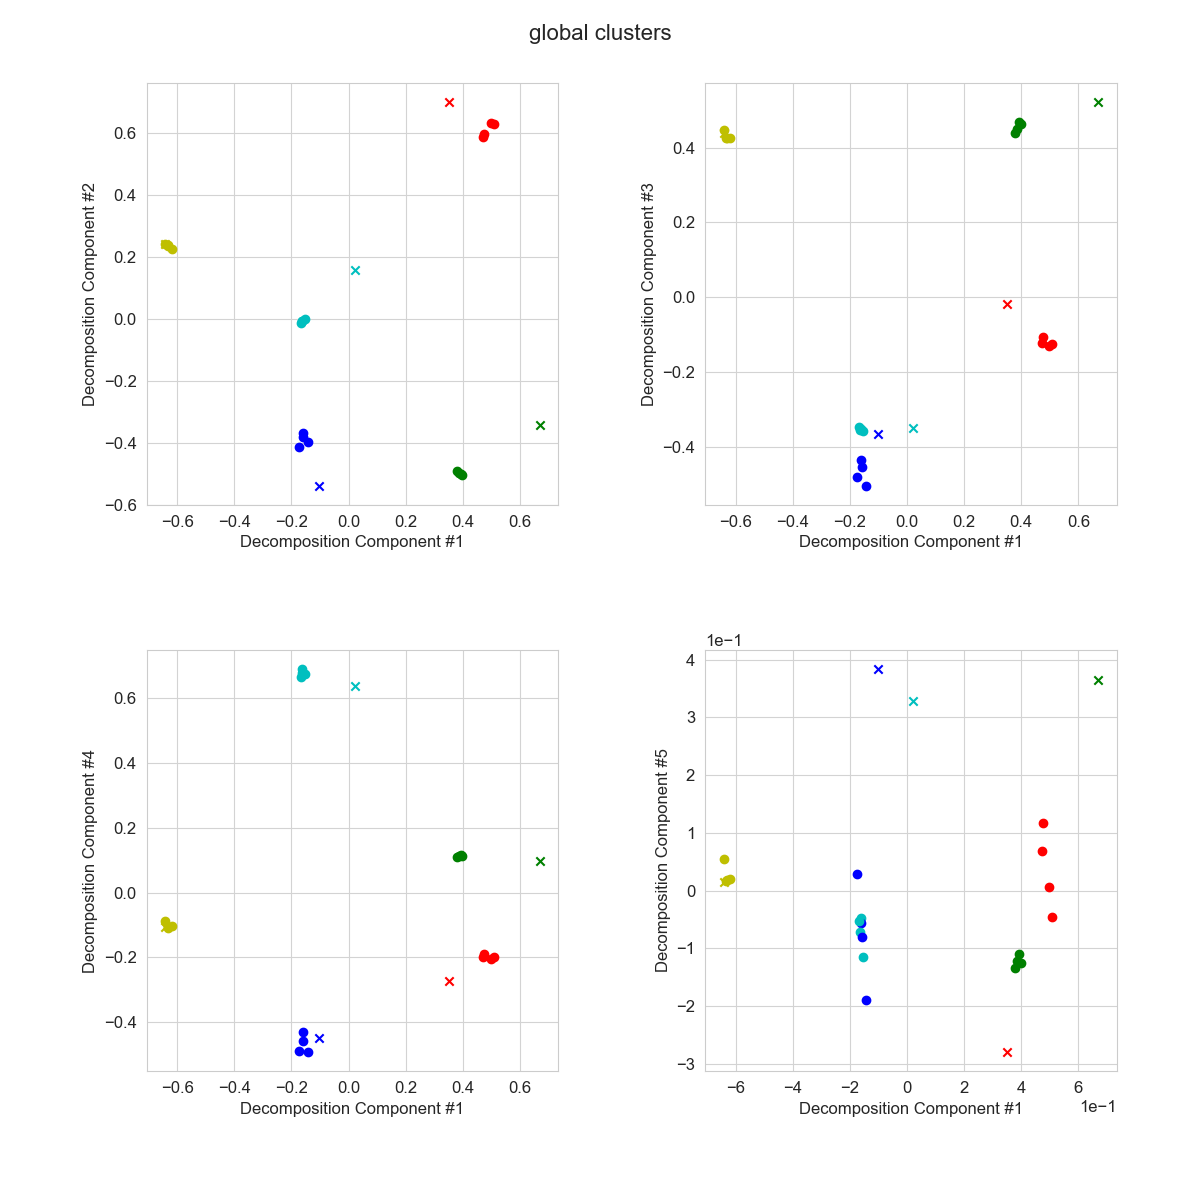 global clusters
0.6
0.4
0.2
0.0
−0.2
−0.4
−0.6
Decomposition Component #2
−0.6 −0.4 −0.2 0.0 0.2 0.4 0.6
Decomposition Component #1
0.4
0.2
0.0
−0.2
−0.4
Decomposition Component #3
−0.6 −0.4 −0.2 0.0 0.2 0.4 0.6
Decomposition Component #1
0.6
0.4
0.2
0.0
−0.2
−0.4
Decomposition Component #4
−0.6 −0.4 −0.2 0.0 0.2 0.4 0.6
Decomposition Component #1
1e−1
4
3
2
1
0
−1
−2
−3
Decomposition Component #5
−6 −4 −2 0 2 4 6
Decomposition Component #1
1e−1